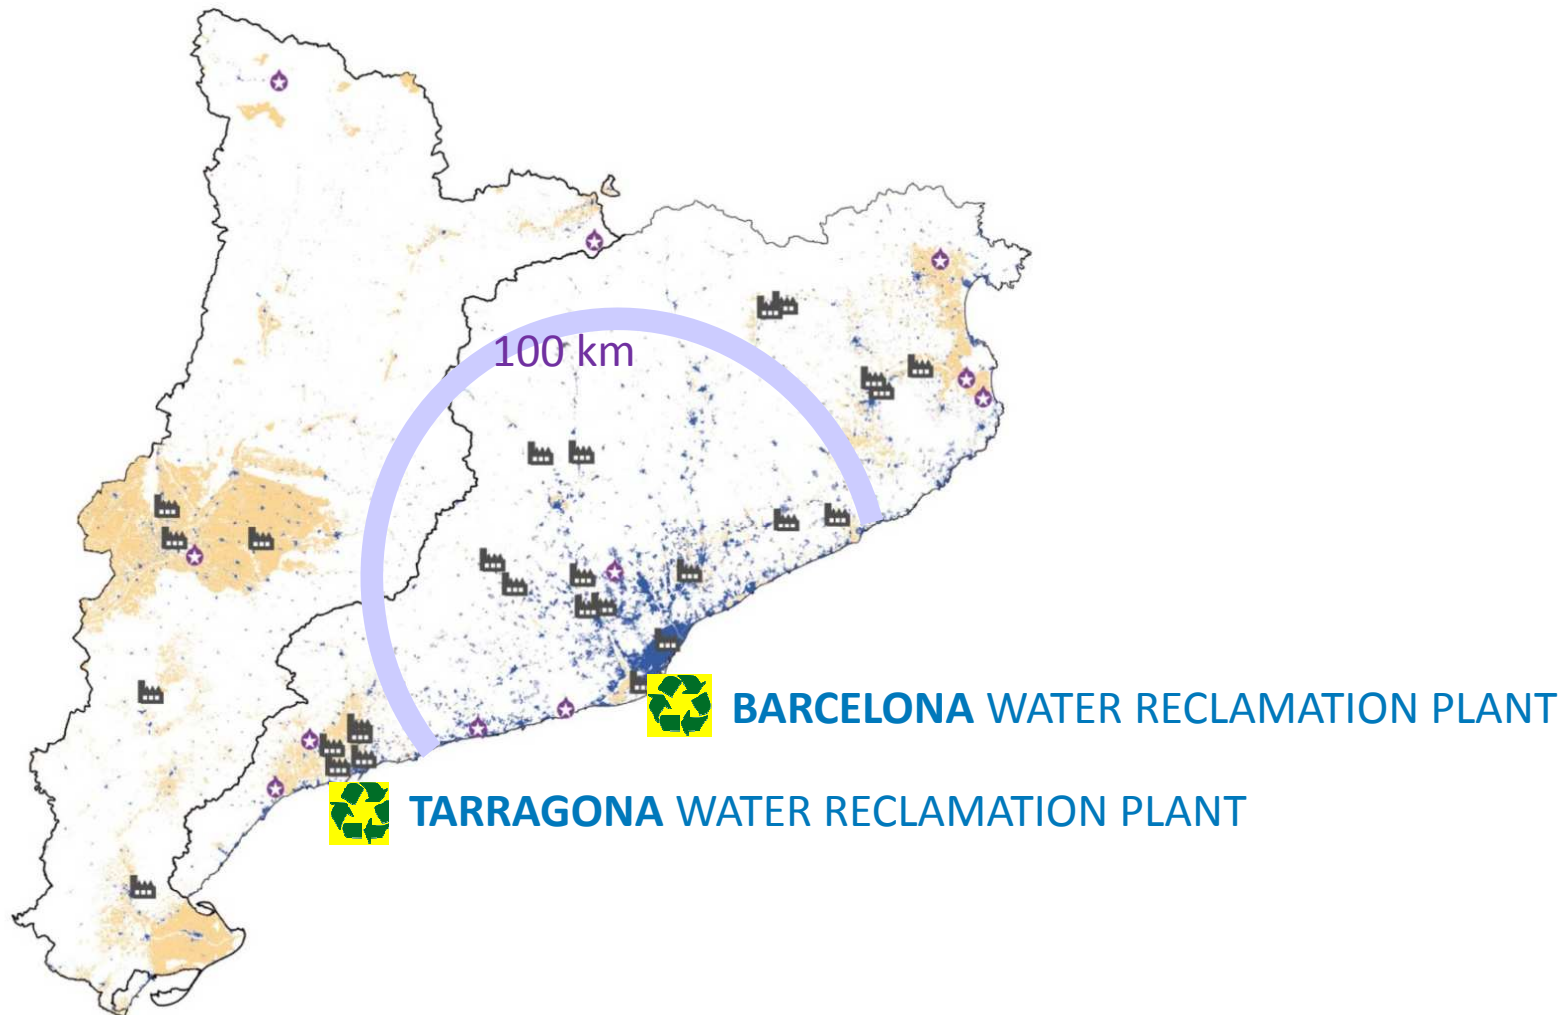 100 km
BARCELONA WATER RECLAMATION PLANT
TARRAGONA WATER RECLAMATION PLANT